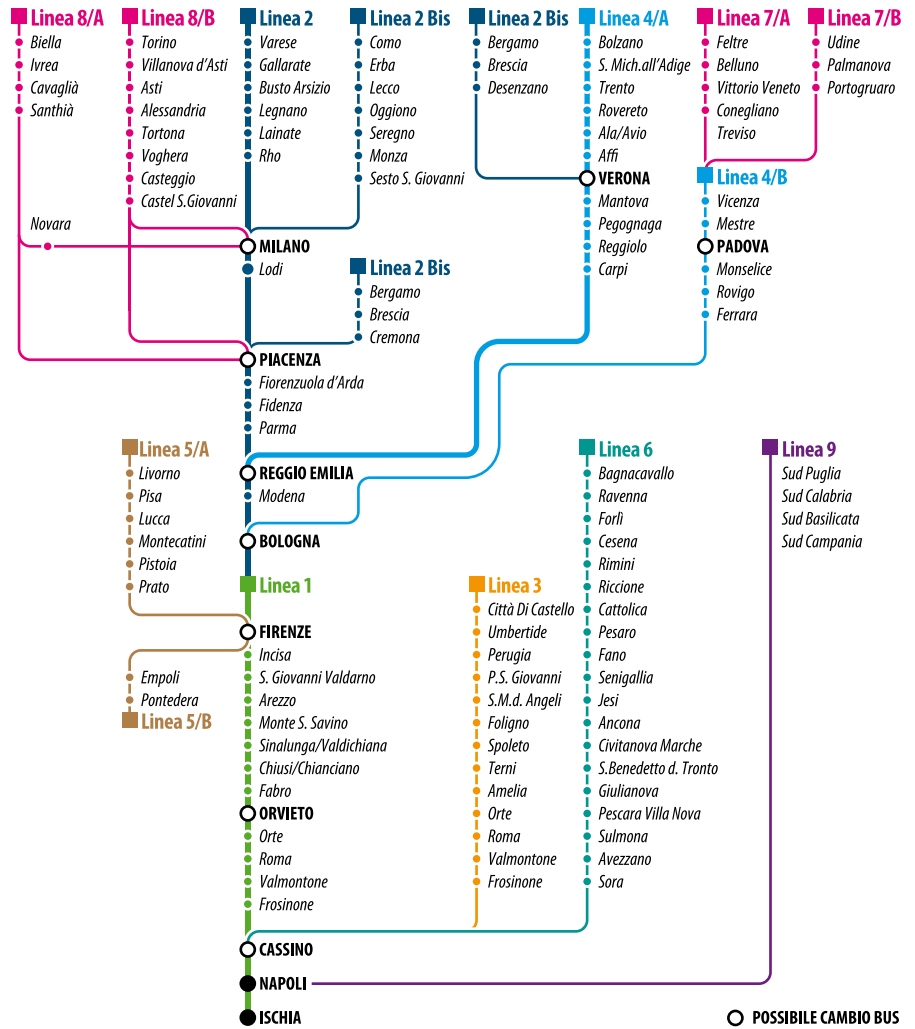 Linea 8/A
Biella
Ivrea
Cavaglià
Santhià
Novara
Linea 8/B
Torino
Villanova d'Asti
Asti
Alessandria
Tortona
Voghera
Casteggio
Castel S.Giovanni
Linea 2
Varese
Gallarate
Busto Arsizio
Legnano
Lainate
Rho
MILANO
Lodi
Linea 2 Bis
Como
Erba
Lecco
Oggiono
Seregno
Monza
Sesto S. Giovanni
Linea 2 Bis
Bergamo
Brescia
Cremona
Linea 2 Bis
Bergamo
Brescia
Desenzano
Linea 4/A
Bolzano
S. Mich.all'Adige
Trento
Rovereto
Ala/Avio
Affi
VERONA
Mantova
Pegognaga
Reggiolo
Carpi
Linea 7/A
Feltre
Belluno
Vittorio Veneto
Conegliano
Treviso
Linea 7/B
Udine
Palmanova
Portogruaro
Linea 4/B
Vicenza
Mestre
PADOVA
Monselice
Rovigo
Ferrara
PIACENZA
Fiorenzuola d'Arda
Fidenza
Parma
REGGIO EMILIA
Modena
BOLOGNA
Linea 5/A
Livorno
Pisa
Lucca
Montecatini
Pistoia
Prato
Empoli
Pontedera
Linea 5/B
Linea 1
FIRENZE
Incisa
S. Giovanni Valdarno
Arezzo
Monte S. Savino
Sinalunga/Valdichiana
Chiusi/Chianciano
Fabro
ORVIETO
Orte
Roma
Valmontone
Frosinone
CASSINO
NAPOLI
ISCHIA
Linea 3
Città Di Castello
Umbertide
Perugia
P.S. Giovanni
S.M.d. Angeli
Foligno
Spoleto
Terni
Amelia
Orte
Roma
Valmontone
Frosinone
Linea 6
Bagnacavallo
Ravenna
Forlì
Cesena
Rimini
Riccione
Cattolica
Pesaro
Fano
Senigallia
Jesi
Ancona
Civitanova Marche
S.Benedetto d. Tronto
Giulianova
Pescara Villa Nova
Sulmona
Avezzano
Sora
Linea 9
Sud Puglia
Sud Calabria
Sud Basilicata
Sud Campania
POSSIBILE CAMBIO BUS